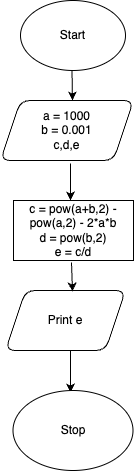 Start
a = 1000
b = 0.001
c,d,e
c = pow(a+b,2) -
pow(a,2) - 2*a*b
d = pow(b,2)
e = c/d
Print e
Stop